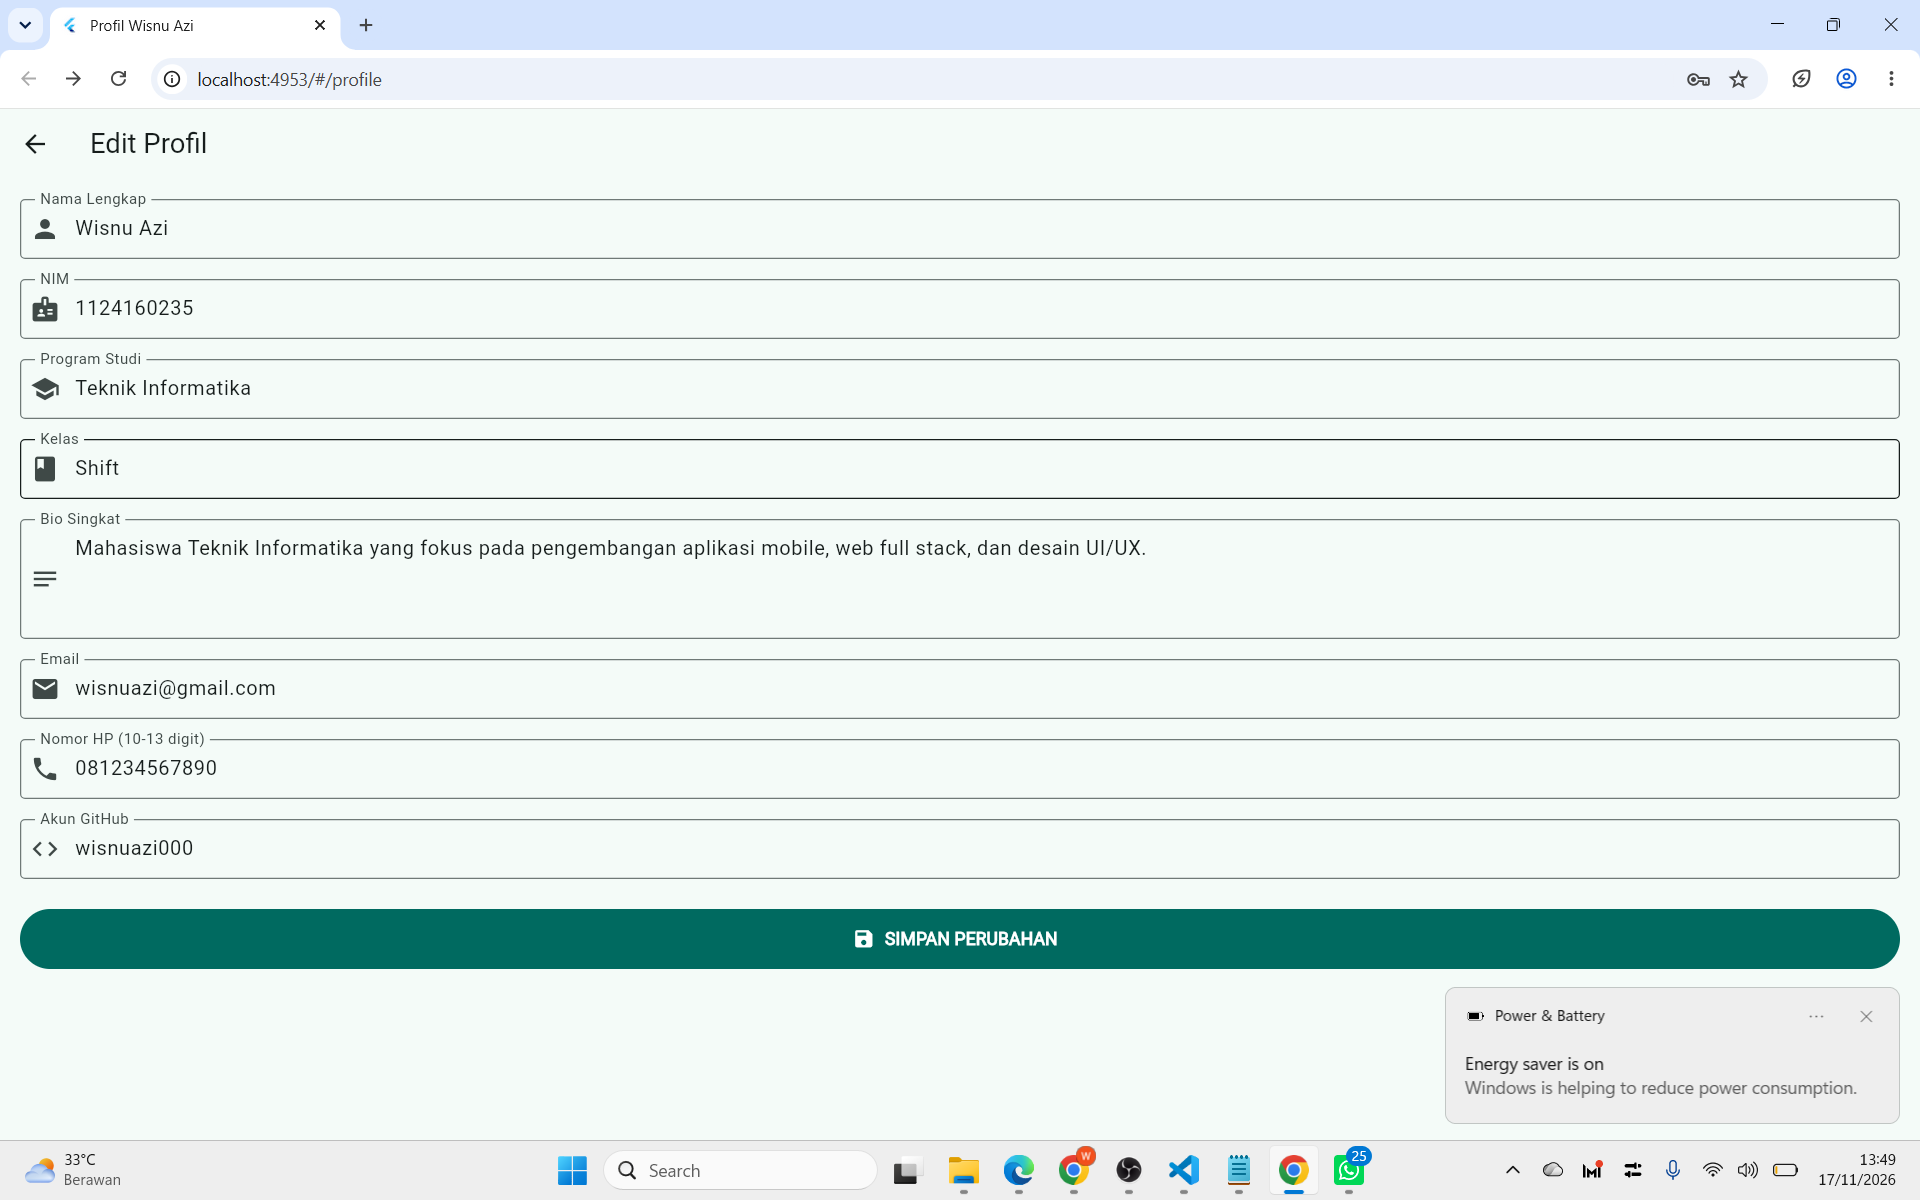 Profil Wisnu Azi
localhost:4953/#/profile
Edit Profil
Nama Lengkap
Wisnu Azi
NIM
1124160235
Program Studi
Teknik Informatika
Kelas
Shift
Bio Singkat
Mahasiswa Teknik Informatika yang fokus pada pengembangan aplikasi mobile, web full stack, dan desain UI/UX.
Email
wisnuazi@gmail.com
Nomor HP (10-13 digit)
081234567890
Akun GitHub
wisnuazi000
SIMPAN PERUBAHAN
Power & Battery
Energy saver is on
Windows is helping to reduce power consumption.
33°C
Berawan
Search
W
25
13:49
17/11/2026